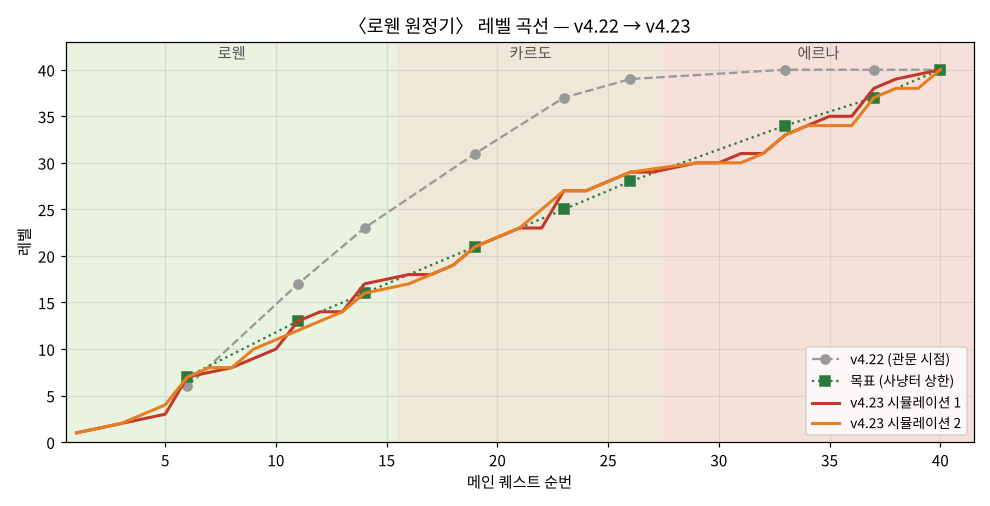 〈로웬 원정기〉 레벨 곡선 — v4.22 → v4.23
로웬
카르도
에르나
40
35
30
25
20
15
10
5
0
레벨
5
10
15
20
25
30
35
40
메인 퀘스트 순번
v4.22 (관문 시점)
목표 (사냥터 상한)
v4.23 시뮬레이션 1
v4.23 시뮬레이션 2